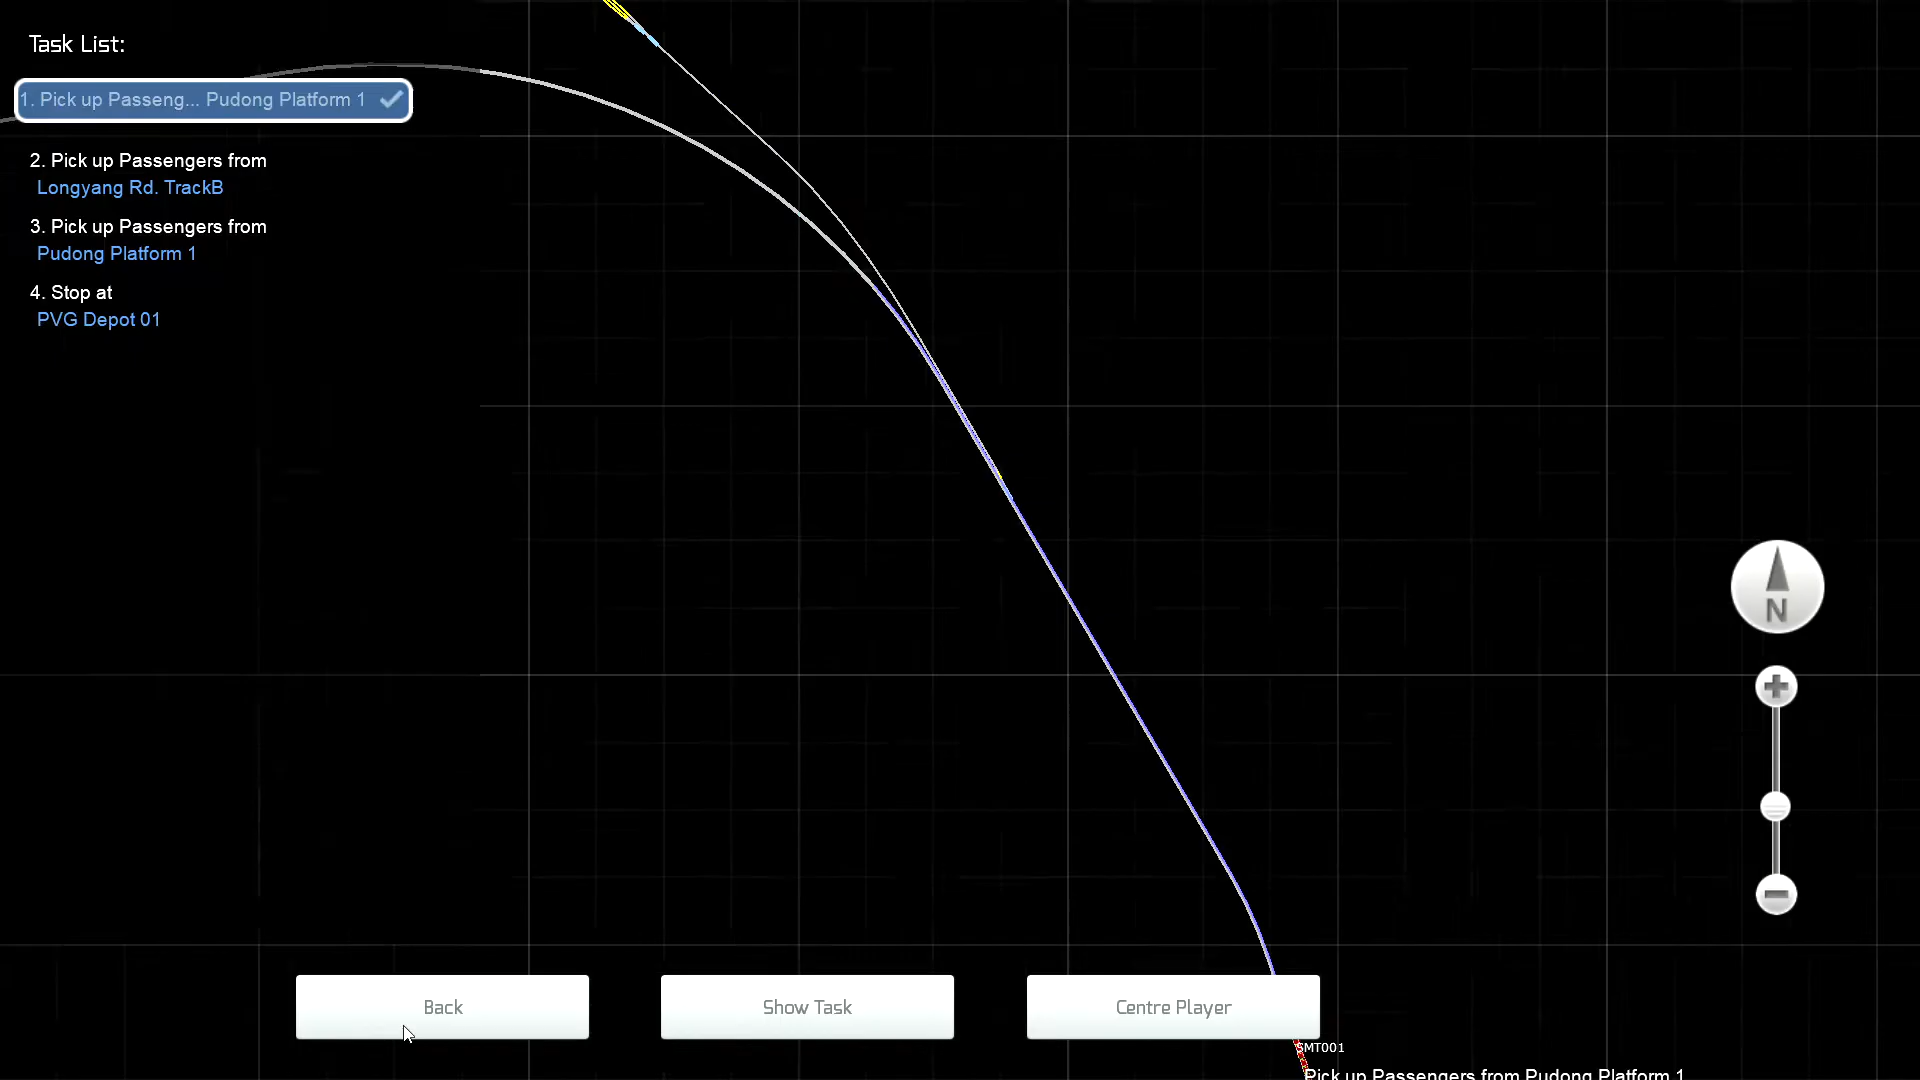 Task List:
1. Pick up Passeng... Pudong Platform 1
2. Pick up Passengers from
Longyang Rd. TrackB
3. Pick up Passengers from
Pudong Platform 1
4. Stop at
PVG Depot 01
N
Back
Show Task
Centre Player
SMT001
Pick up Passengers from Pudong Platform 1